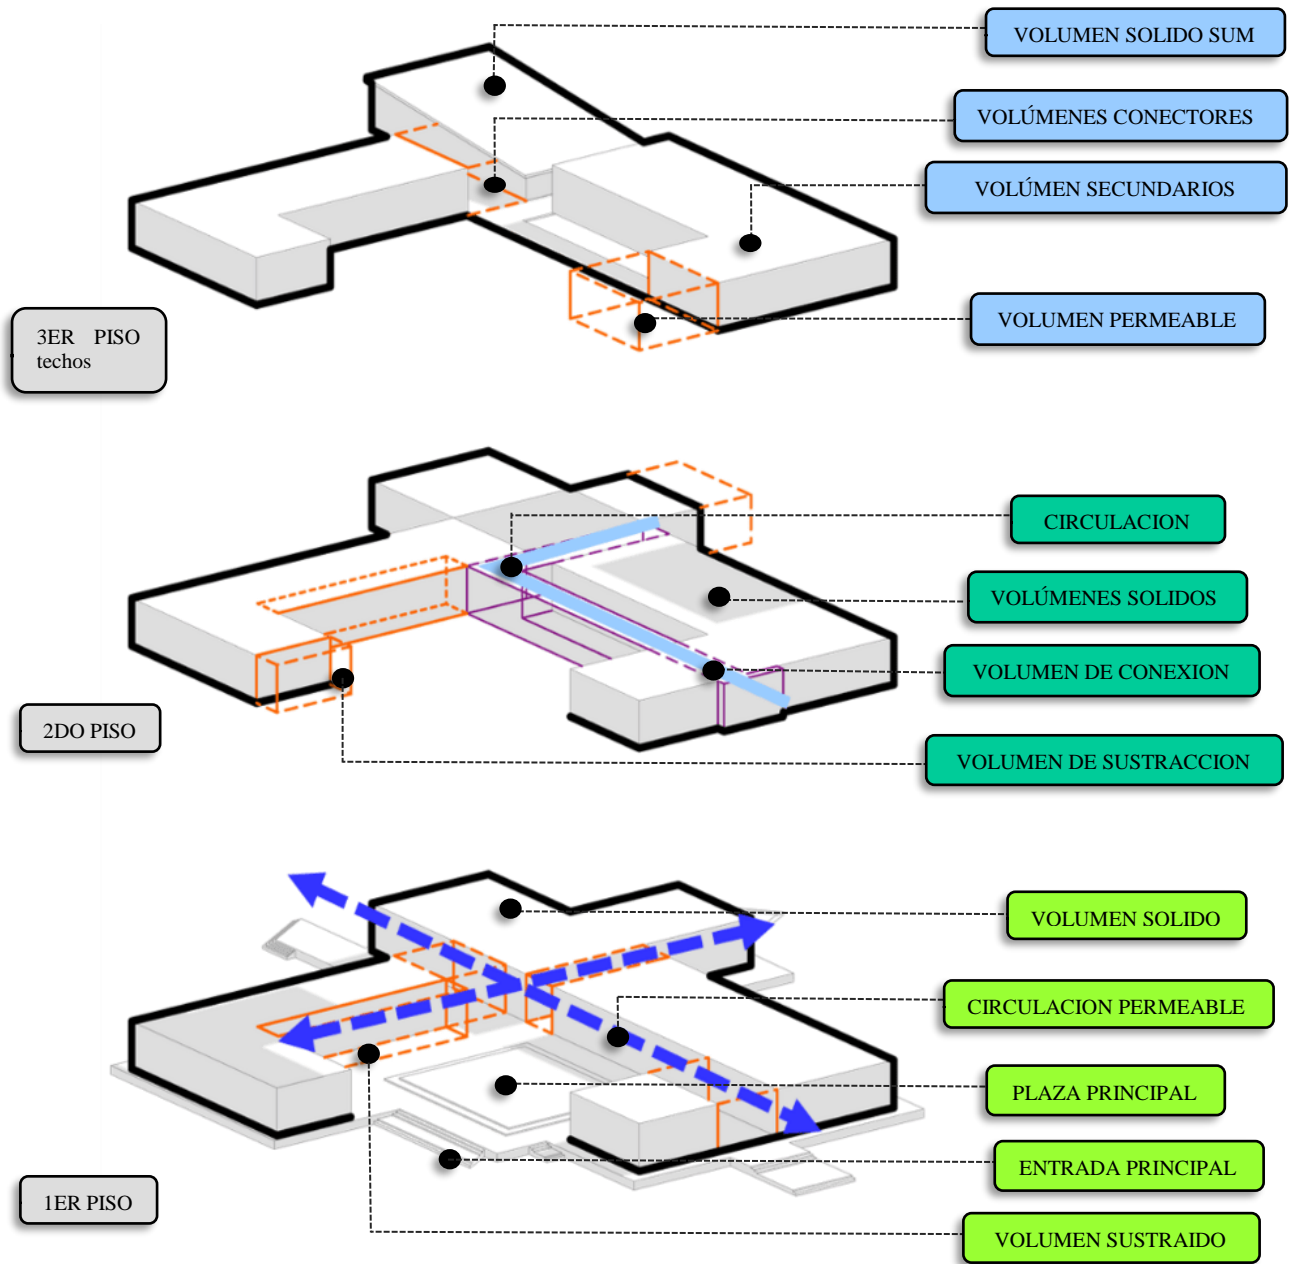 VOLUMEN SOLIDO SUM
VOLÚMENES CONECTORES
VOLÚMEN SECUNDARIOS
VOLUMEN PERMEABLE
3ER PISO
techos
CIRCULACION
VOLÚMENES SOLIDOS
VOLUMEN DE CONEXION
2DO PISO
VOLUMEN DE SUSTRACCION
VOLUMEN SOLIDO
CIRCULACION PERMEABLE
PLAZA PRINCIPAL
ENTRADA PRINCIPAL
1ER PISO
VOLUMEN SUSTRAIDO